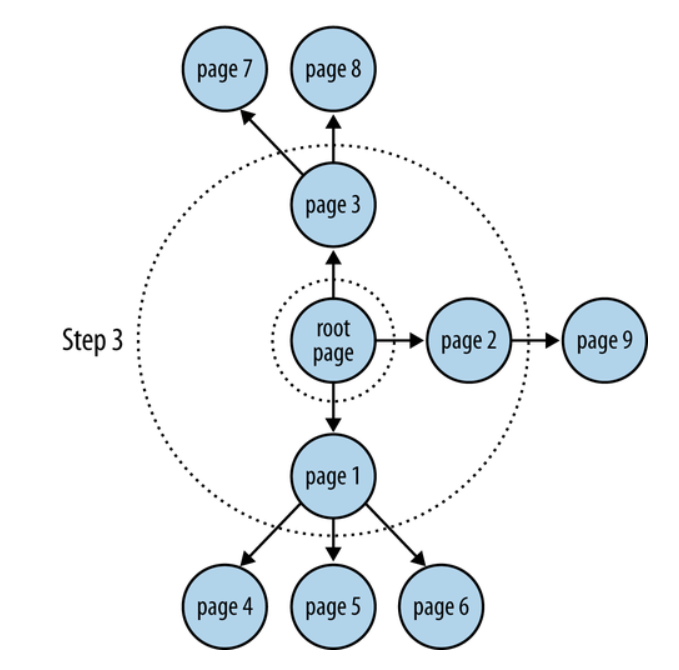 page 7
page 8
page 3
Step 3
root
page
page 2
page 9
page 1
page 4
page 5
page 6